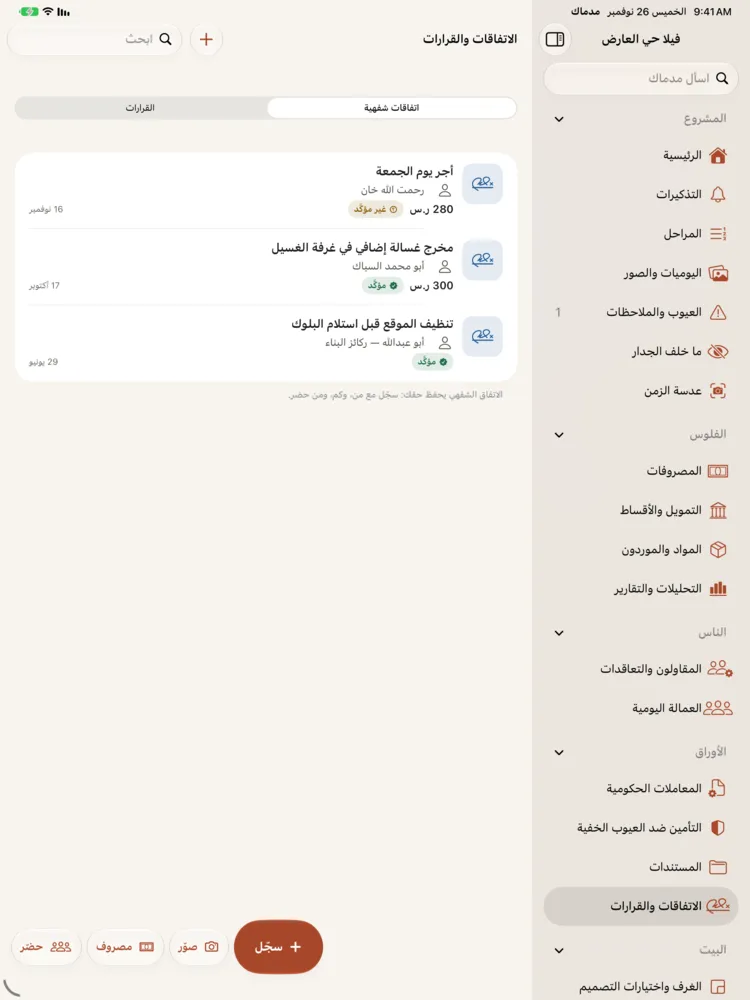 9:41 AM الخميس 26 نوفمبر مدماك
فيلا حي العارض
اسأل مدماك
المشروع
الرئيسية
التذكيرات
المراحل
اليوميات والصور
العيوب والملاحظات 1
ما خلف الجدار
عدسة الزمن
الفلوس
المصروفات
التمويل والأقساط
المواد والموردون
التحليلات والتقارير
الناس
المقاولون والتعاقدات
العمالة اليومية
الأوراق
المعاملات الحكومية
التأمين ضد العيوب الخفية
المستندات
الاتفاقات والقرارات
البيت
الغرف واختيارات التصميم
الاتفاقات والقرارات
ابحث
اتفاقات شفهية
القرارات
أجر يوم الجمعة
رحمت الله خان
280 ر.س غير مؤكّد
16 نوفمبر
مخرج غسالة إضافي في غرفة الغسيل
أبو محمد السباك
300 ر.س مؤكّد
17 أكتوبر
تنظيف الموقع قبل استلام البلوك
أبو عبدالله — ركائز البناء
مؤكّد
29 يونيو
الاتفاق الشفهي يحفظ حقك: سجّل مع من، وكم، ومن حضر.
سجّل
صوّر
مصروف
حضر